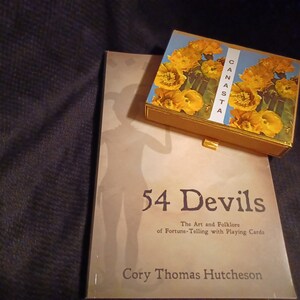 CANASTA
54 Devils
The Art and Folklore
of Fortune-Telling with Playing Cards
Cory Thomas Hutcheson